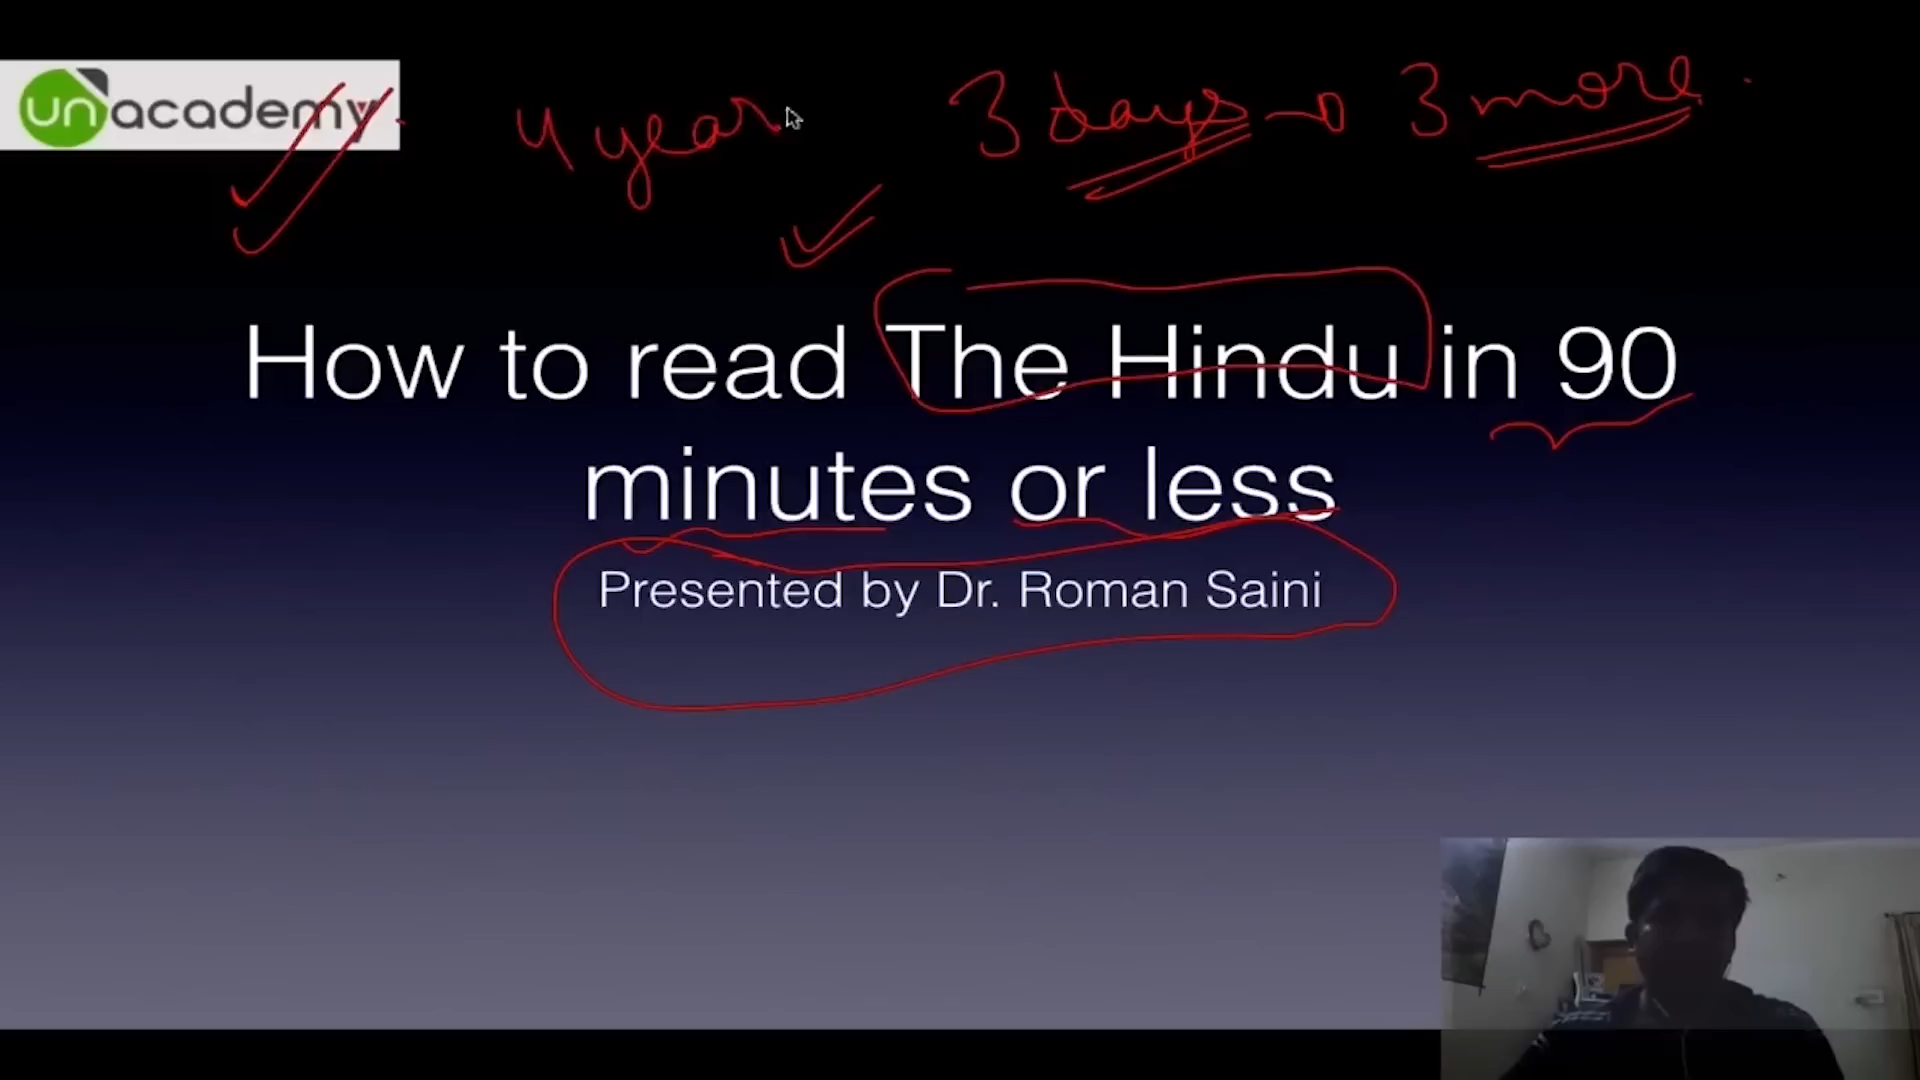 unacademy
4 year 3 days → 3 more
How to read The Hindu in 90
minutes or less
Presented by Dr. Roman Saini